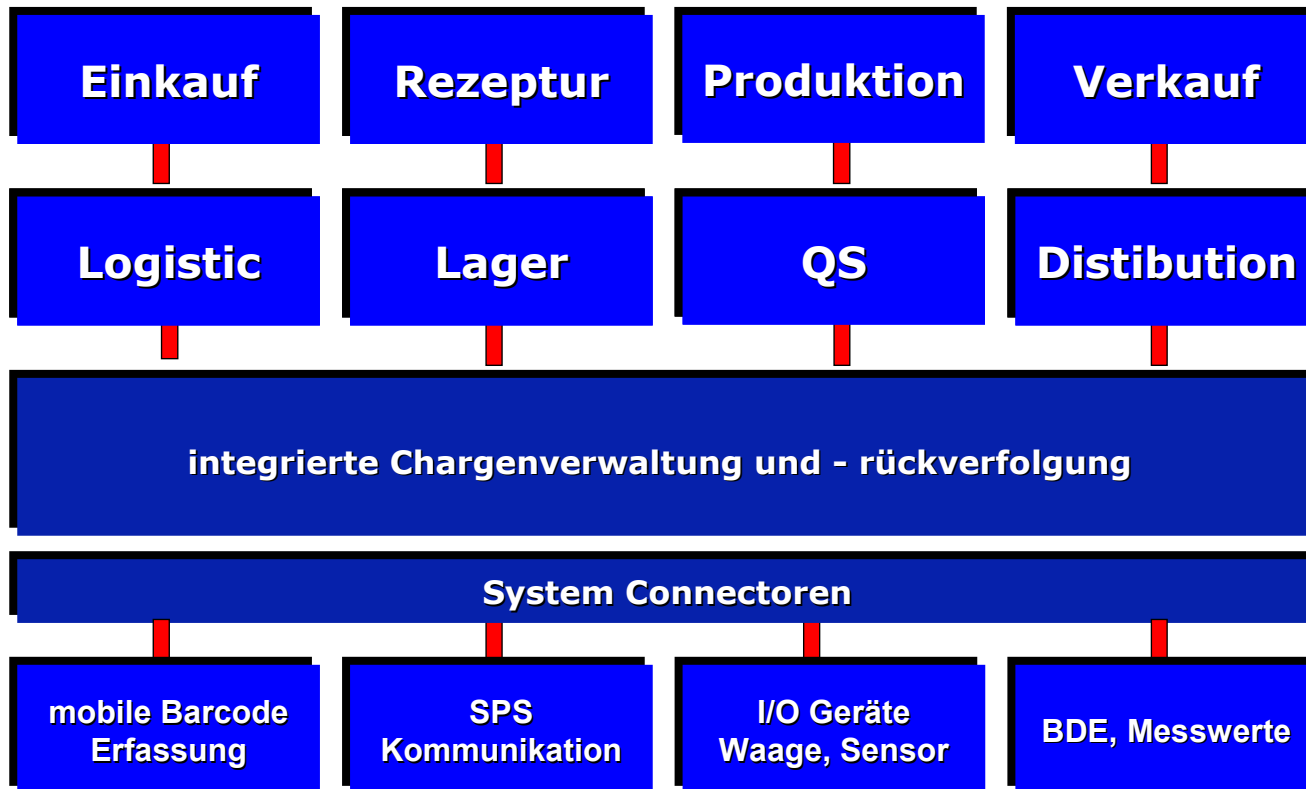 Einkauf
Rezeptur
Produktion
Verkauf
Logistic
Lager
QS
Distibution
integrierte Chargenverwaltung und - rückverfolgung
System Connectoren
mobile Barcode
Erfassung
SPS
Kommunikation
I/O Geräte
Waage, Sensor
BDE, Messwerte